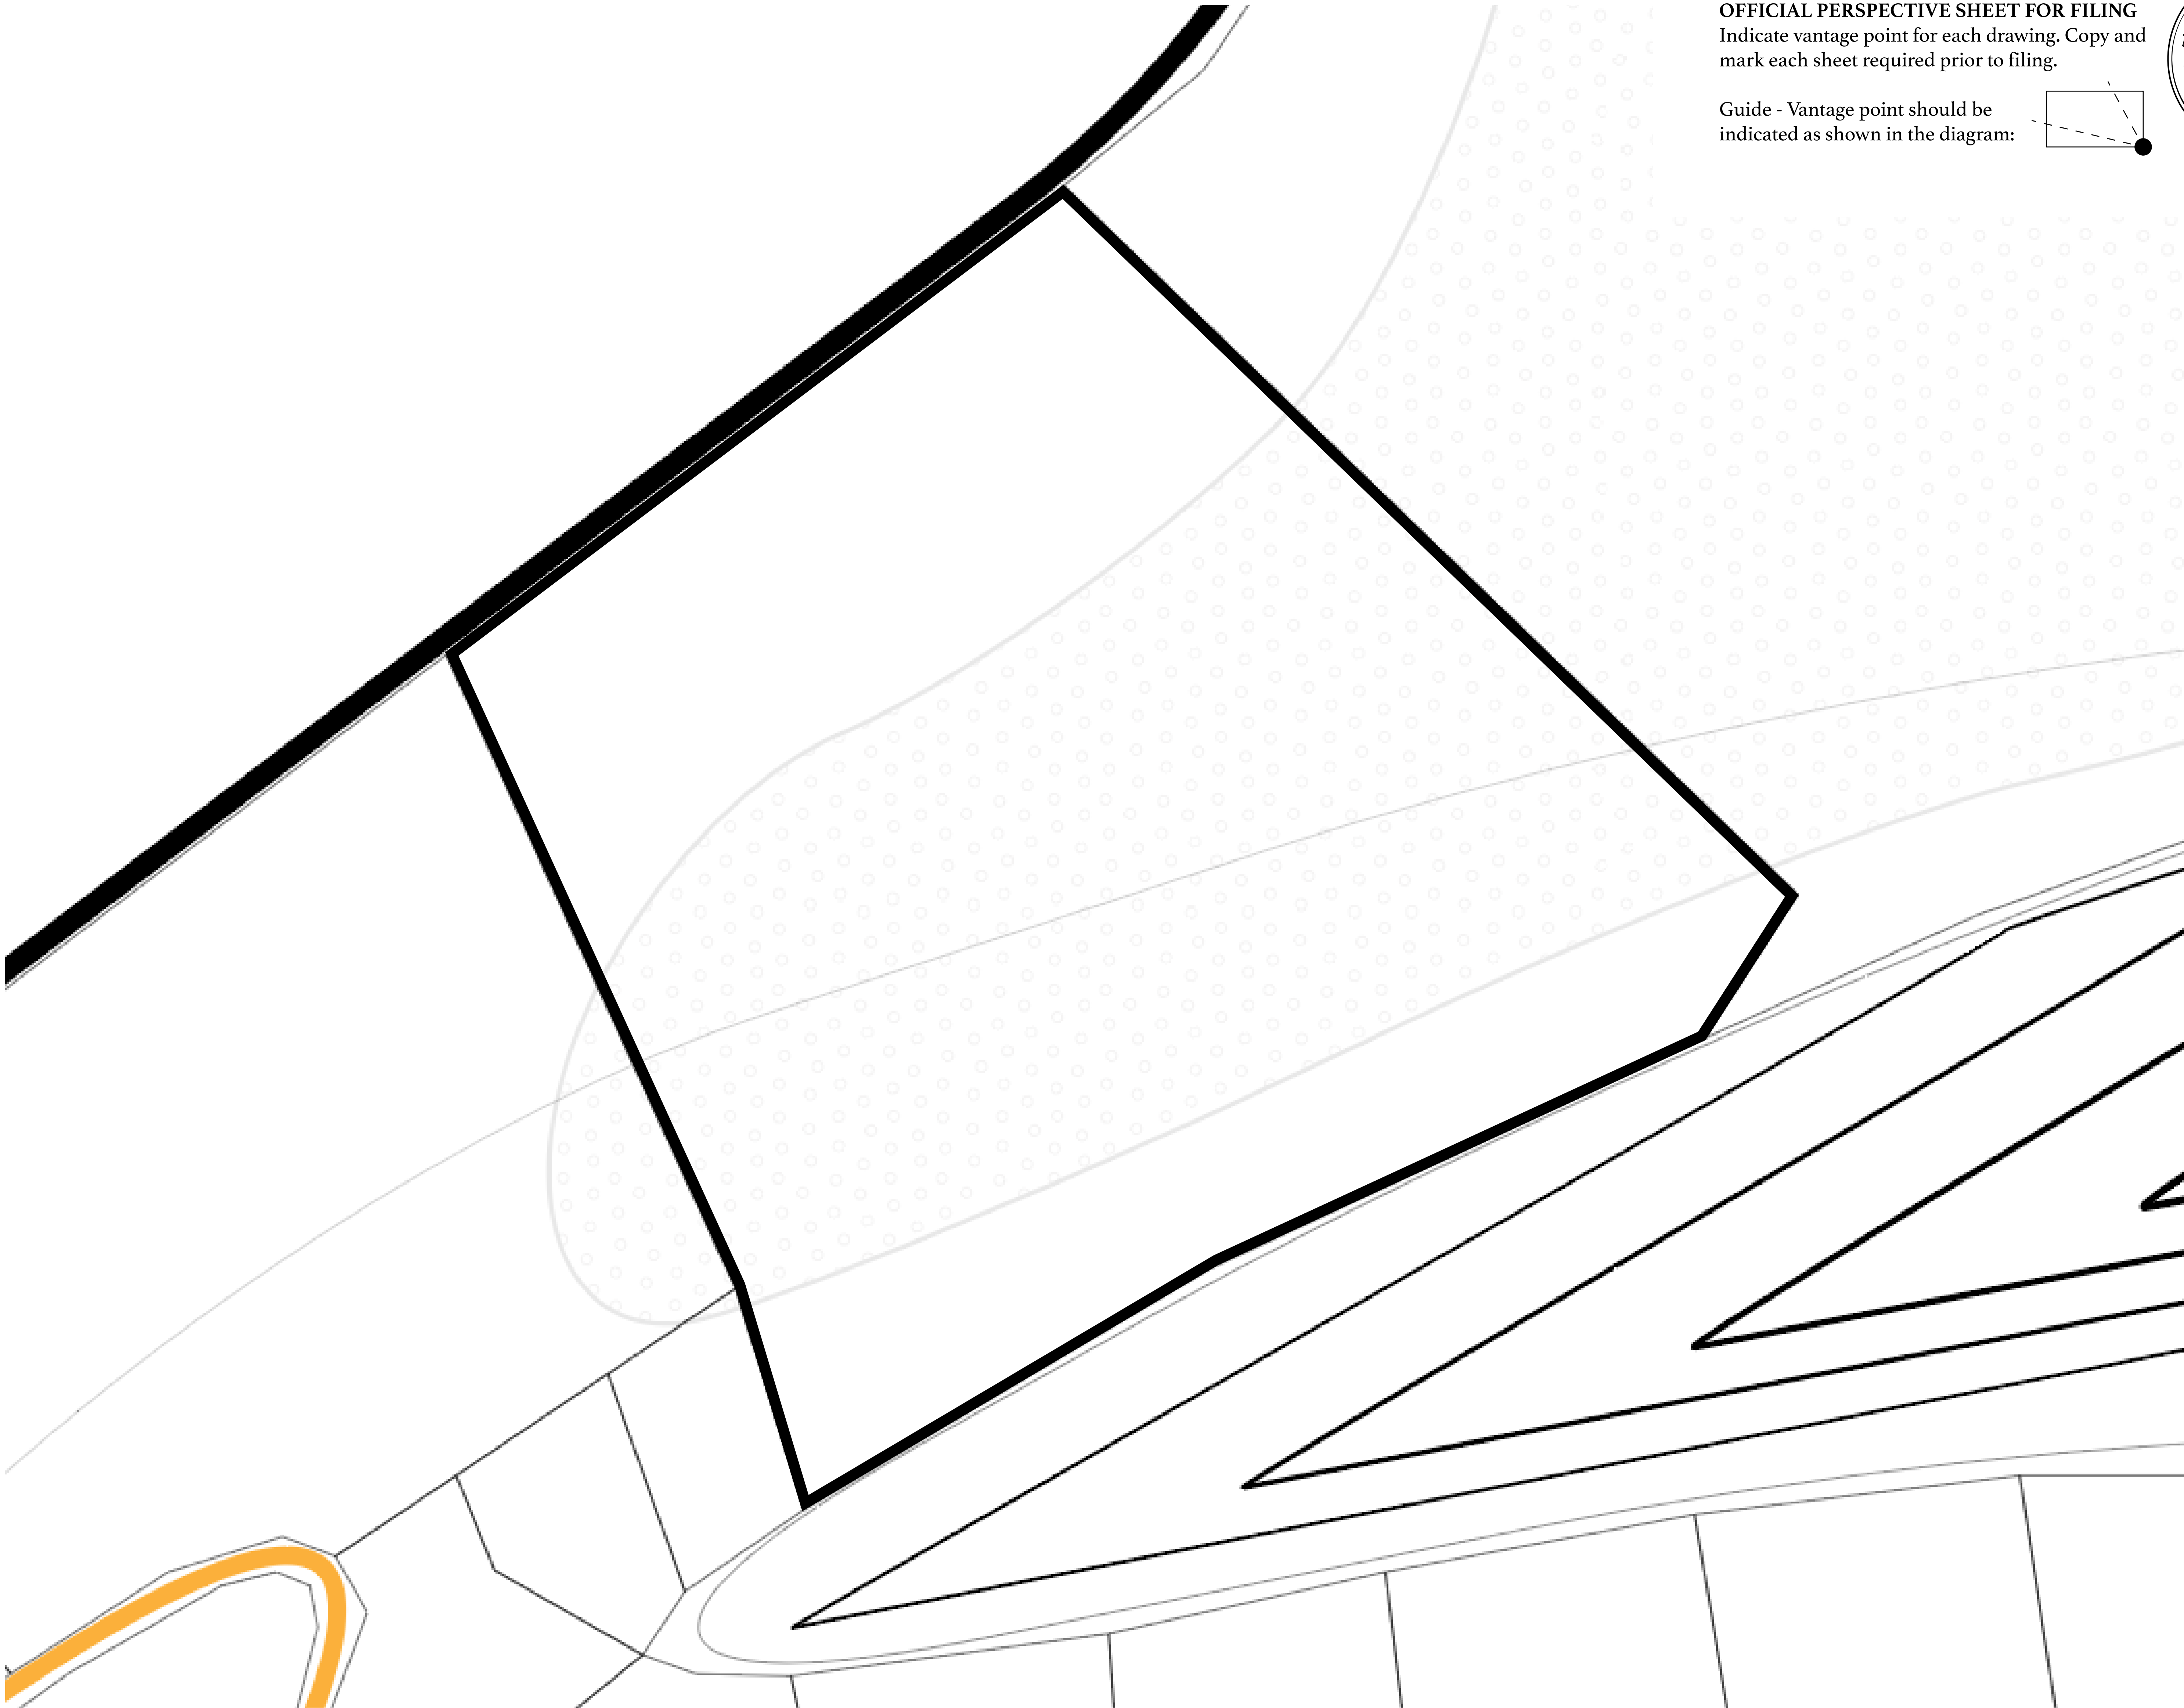 OFFICIAL PERSPECTIVE SHEET FOR FILING
Indicate vantage point for each drawing. Copy and
mark each sheet required prior to filing.
Guide - Vantage point should be
indicated as shown in the diagram: